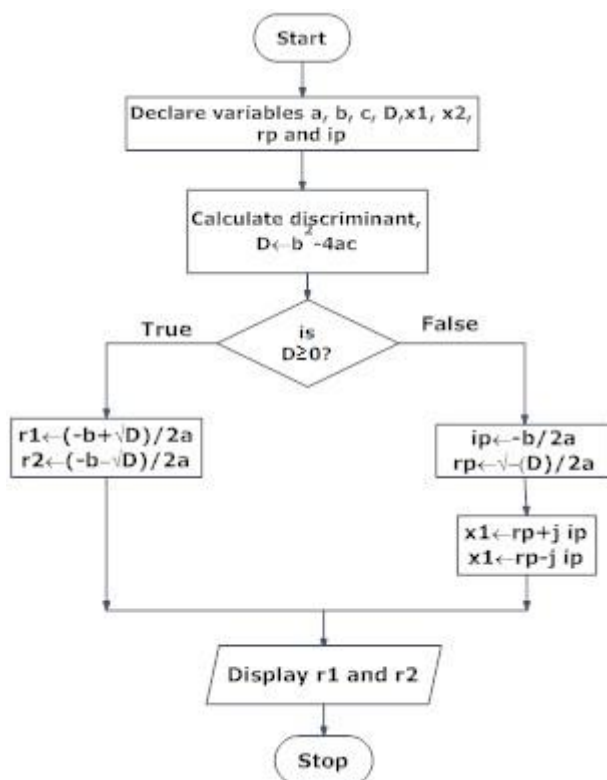 Start
Declare variables a, b, c, D,x1, x2,
rp and ip
Calculate discriminant,
D←b²-4ac
is
D≥0?
True
False
r1←(-b+√D)/2a
r2←(-b-√D)/2a
ip←-b/2a
rp←√-(D)/2a
x1←rp+j ip
x1←rp-j ip
Display r1 and r2
Stop